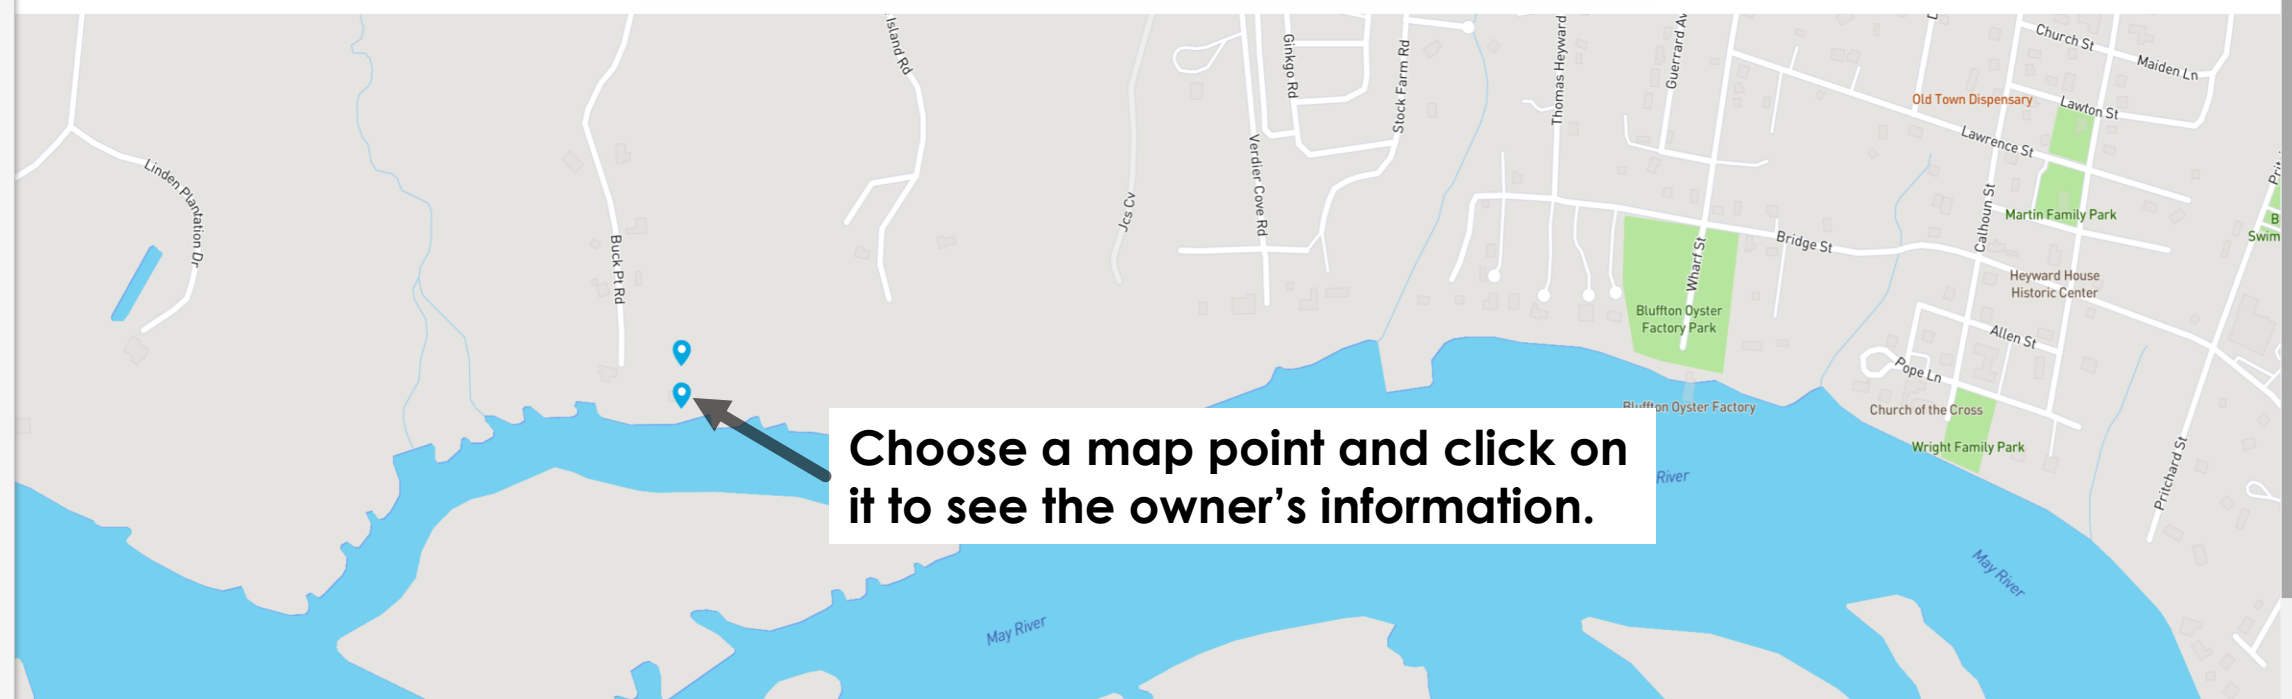 Island Rd
Ginkgo Rd
Stock Farm Rd
Thomas Heyward
Guerrard Av
Church St
Maiden Ln
Old Town Dispensary
Lawton St
Lawrence St
Linden Plantation Dr
Verdier Cove Rd
Jcs Cv
Buck Pt Rd
Calhoun St
Martin Family Park
Swim
Wharf St
Bridge St
Heyward House
Historic Center
Bluffton Oyster
Factory Park
Allen St
Pope Ln
Bluffton Oyster Factory
Church of the Cross
Wright Family Park
Pritchard St
Choose a map point and click on
it to see the owner’s information.
River
May River
May River